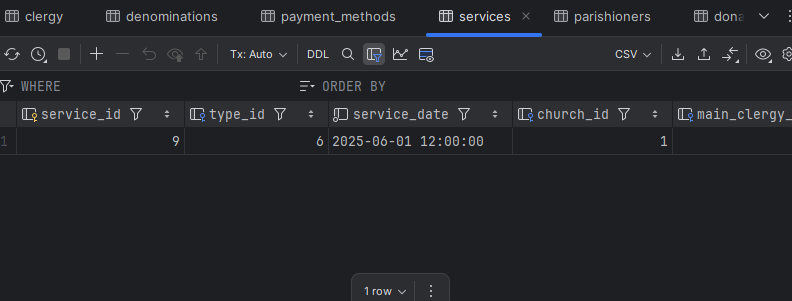 clergy denominations payment_methods services parishioners dona
Tx: Auto DDL CSV
WHERE ORDER BY
service_id type_id service_date church_id main_clergy_
1 9 6 2025-06-01 12:00:00 1
1 row